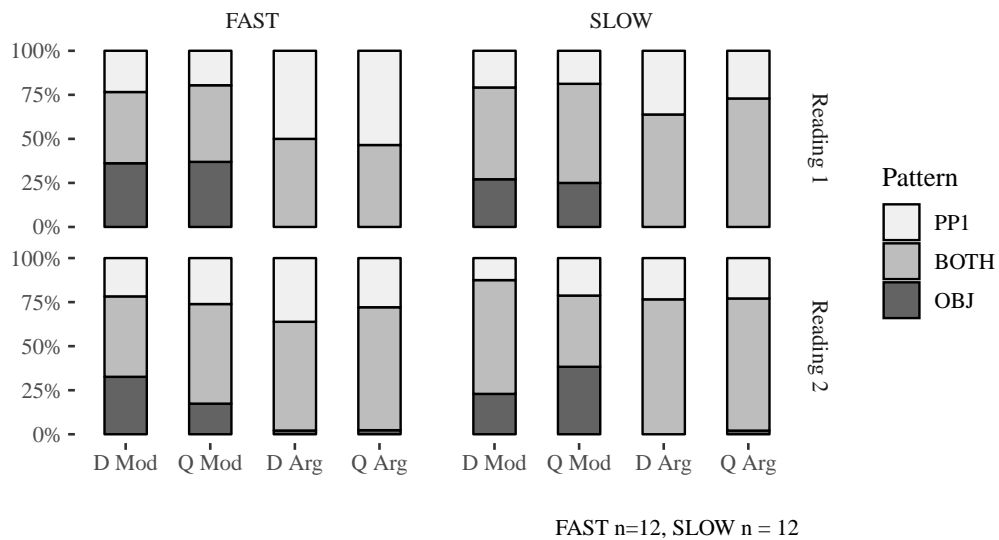 FAST SLOW
100%
75%
50%
25%
0%
Reading 1
100%
75%
50%
25%
0%
Reading 2
D Mod Q Mod D Arg Q Arg D Mod Q Mod D Arg Q Arg
Pattern
PP1
BOTH
OBJ
FAST n=12, SLOW n = 12